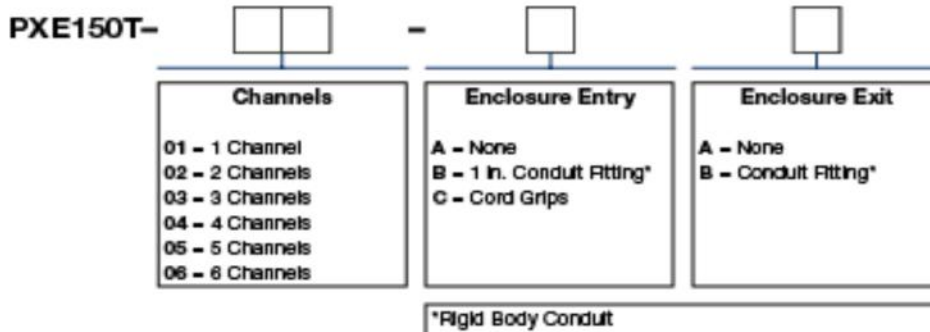 PXE150T- -
Channels
01 – 1 Channel
02 – 2 Channels
03 – 3 Channels
04 – 4 Channels
05 – 5 Channels
06 – 6 Channels
Enclosure Entry
A – None
B – 1 in. Conduit Fitting*
C – Cord Grips
Enclosure Exit
A – None
B – Conduit Fitting*
*Rigid Body Conduit